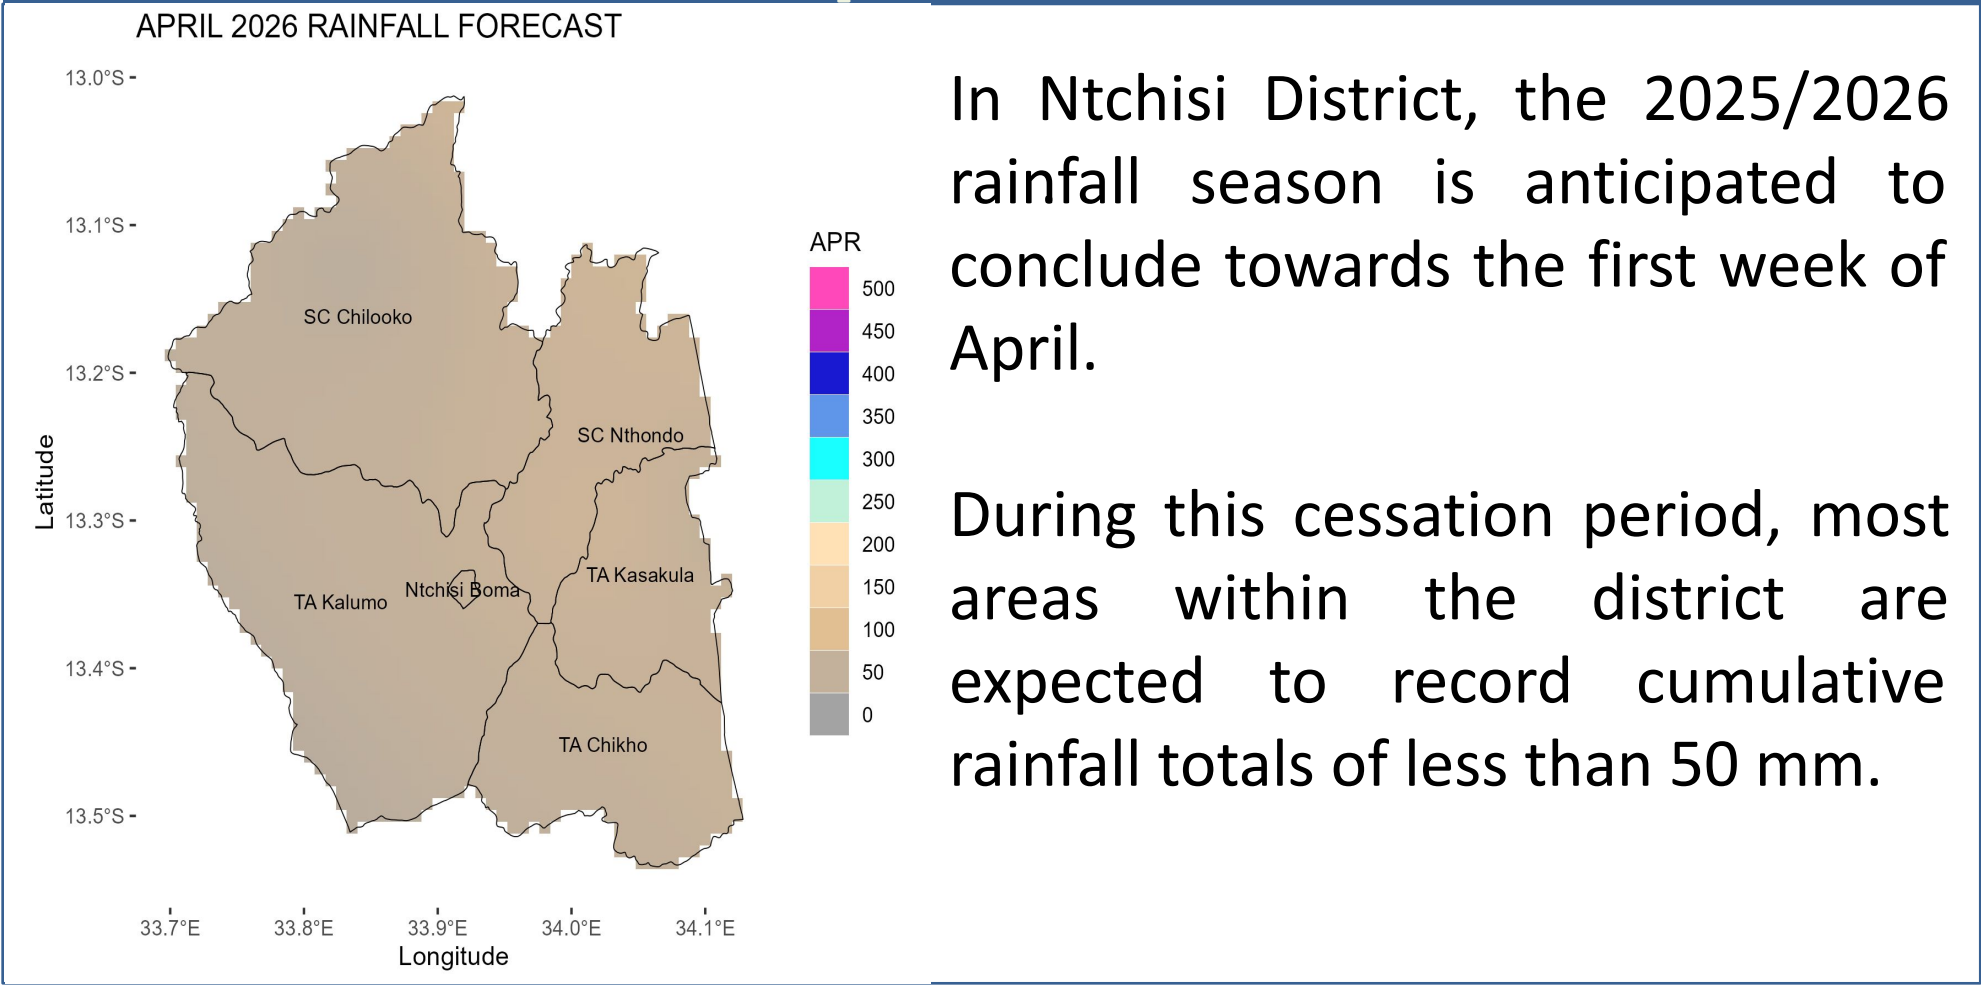 APRIL 2026 RAINFALL FORECAST
13.0°S
13.1°S
13.2°S
13.3°S
13.4°S
13.5°S
Latitude
SC Chilooko
SC Nthondo
TA Kasakula
Ntchisi Boma
TA Kalumo
TA Chikho
33.7°E
33.8°E
33.9°E
34.0°E
34.1°E
Longitude
APR
500
450
400
350
300
250
200
150
100
50
0
In Ntchisi District, the 2025/2026
rainfall season is anticipated to
conclude towards the first week of
April.
During this cessation period, most
areas within the district are
expected to record cumulative
rainfall totals of less than 50 mm.